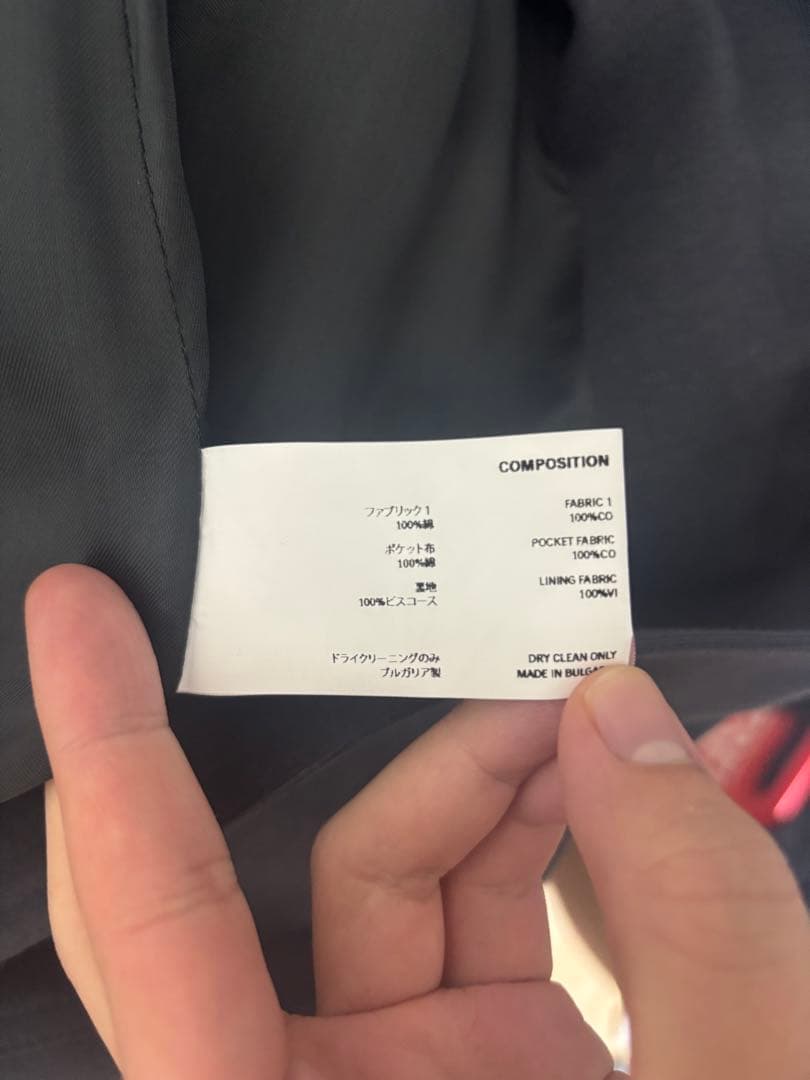 COMPOSITION
ファブリック1
100%綿
ポケット布
100%綿
裏地
100%ビスコース
ドライクリーニングのみ
ブルガリア製
FABRIC 1
100%CO
POCKET FABRIC
100%CO
LINING FABRIC
100%VI
DRY CLEAN ONLY
MADE IN